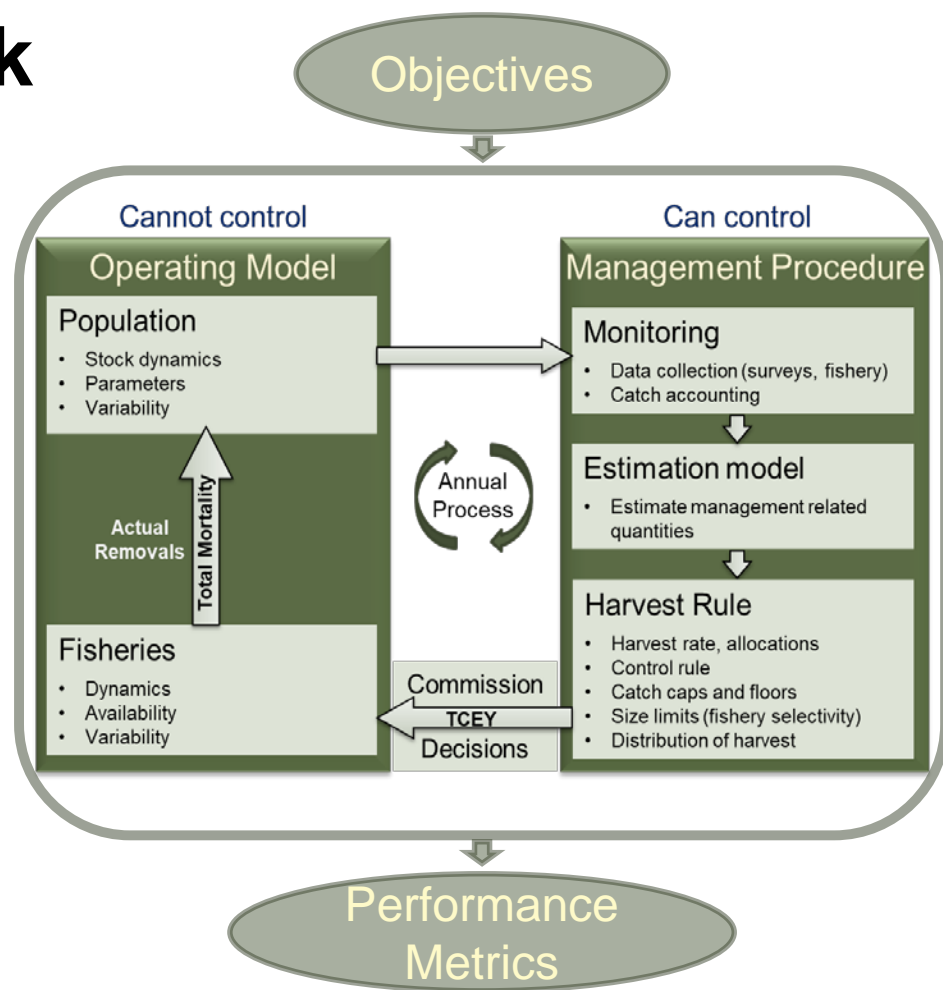 k
Objectives
Cannot control
Can control
Operating Model
Management Procedure
Population
• Stock dynamics
• Parameters
• Variability
Actual
Removals
Total Mortality
Fisheries
• Dynamics
• Availability
• Variability
Annual
Process
Commission
TCEY
Decisions
Monitoring
• Data collection (surveys, fishery)
• Catch accounting
Estimation model
• Estimate management related
quantities
Harvest Rule
• Harvest rate, allocations
• Control rule
• Catch caps and floors
• Size limits (fishery selectivity)
• Distribution of harvest
Performance
Metrics